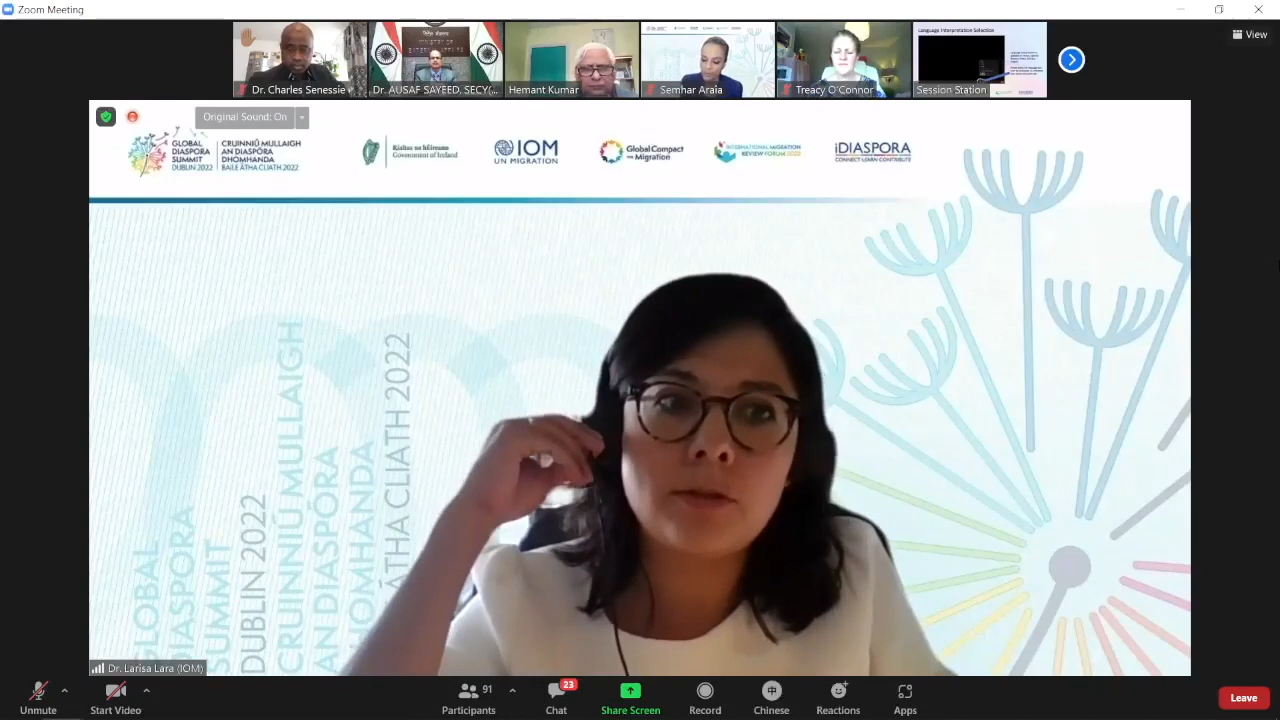 Zoom Meeting
View
Dr. Charles Senessie
Dr. AUSAF SAYEED, SECY(...
Hemant Kumar
Semhar Araia
Treacy O'Connor
Language Interpretation Selection
Session Station
Original Sound: On
GLOBAL
DIASPORA
SUMMIT
DUBLIN 2022
CRUINNIÚ MULLAIGH
AN DIASPÓRA
DHOMHANDA
BAILE ÁTHA CLIATH 2022
Rialtas na hÉireann
Government of Ireland
IOM
UN MIGRATION
Global Compact
for Migration
INTERNATIONAL MIGRATION
REVIEW FORUM 2022
iDIASPORA
CONNECT·LEARN·CONTRIBUTE
GLOBAL
DIASPORA
SUMMIT
DUBLIN 2022
CRUINNIÚ MULLAIGH
AN DIASPÓRA
DHOMHANDA
ÁTHA CLIATH 2022
Dr. Larisa Lara (IOM)
Unmute
Start Video
91
Participants
23
Chat
Share Screen
Record
中
Chinese
Reactions
Apps
Leave